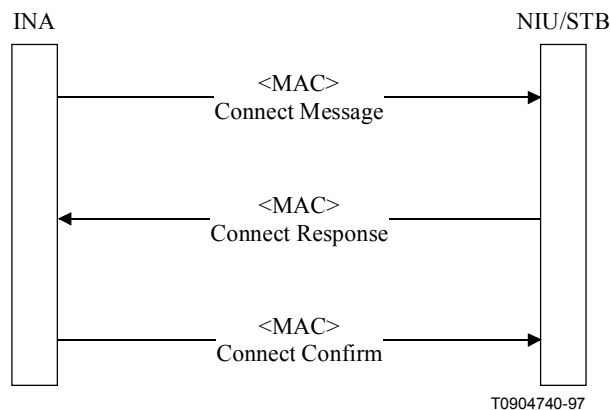 INA
NIU/STB
<MAC>
Connect Message
<MAC>
Connect Response
<MAC>
Connect Confirm
T0904740-97